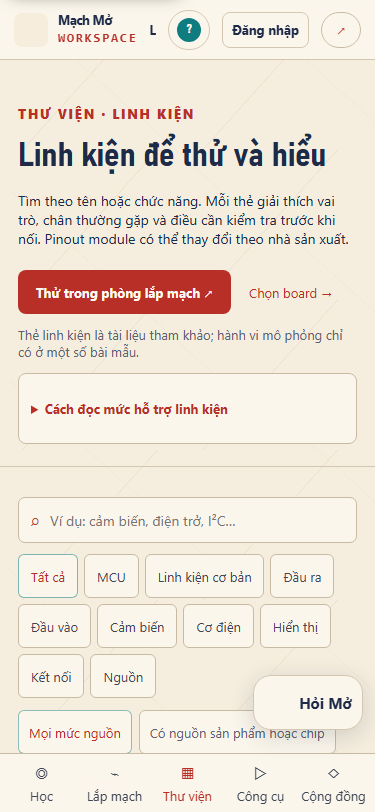 Mạch Mở
WORKSPACE
L
?
Đăng nhập
THƯ VIỆN · LINH KIỆN
Linh kiện để thử và hiểu
Tìm theo tên hoặc chức năng. Mỗi thẻ giải thích vai
trò, chân thường gặp và điều cần kiểm tra trước khi
nối. Pinout module có thể thay đổi theo nhà sản xuất.
Thử trong phòng lắp mạch ↗
Chọn board →
Thẻ linh kiện là tài liệu tham khảo; hành vi mô phỏng chỉ
có ở một số bài mẫu.
Cách đọc mức hỗ trợ linh kiện
Ví dụ: cảm biến, điện trở, I²C...
Tất cả
MCU
Linh kiện cơ bản
Đầu ra
Đầu vào
Cảm biến
Cơ điện
Hiển thị
Kết nối
Nguồn
Hỏi Mở
Mọi mức nguồn
Có nguồn sản phẩm hoặc chip
Học
Lắp mạch
Thư viện
Công cụ
Cộng đồng